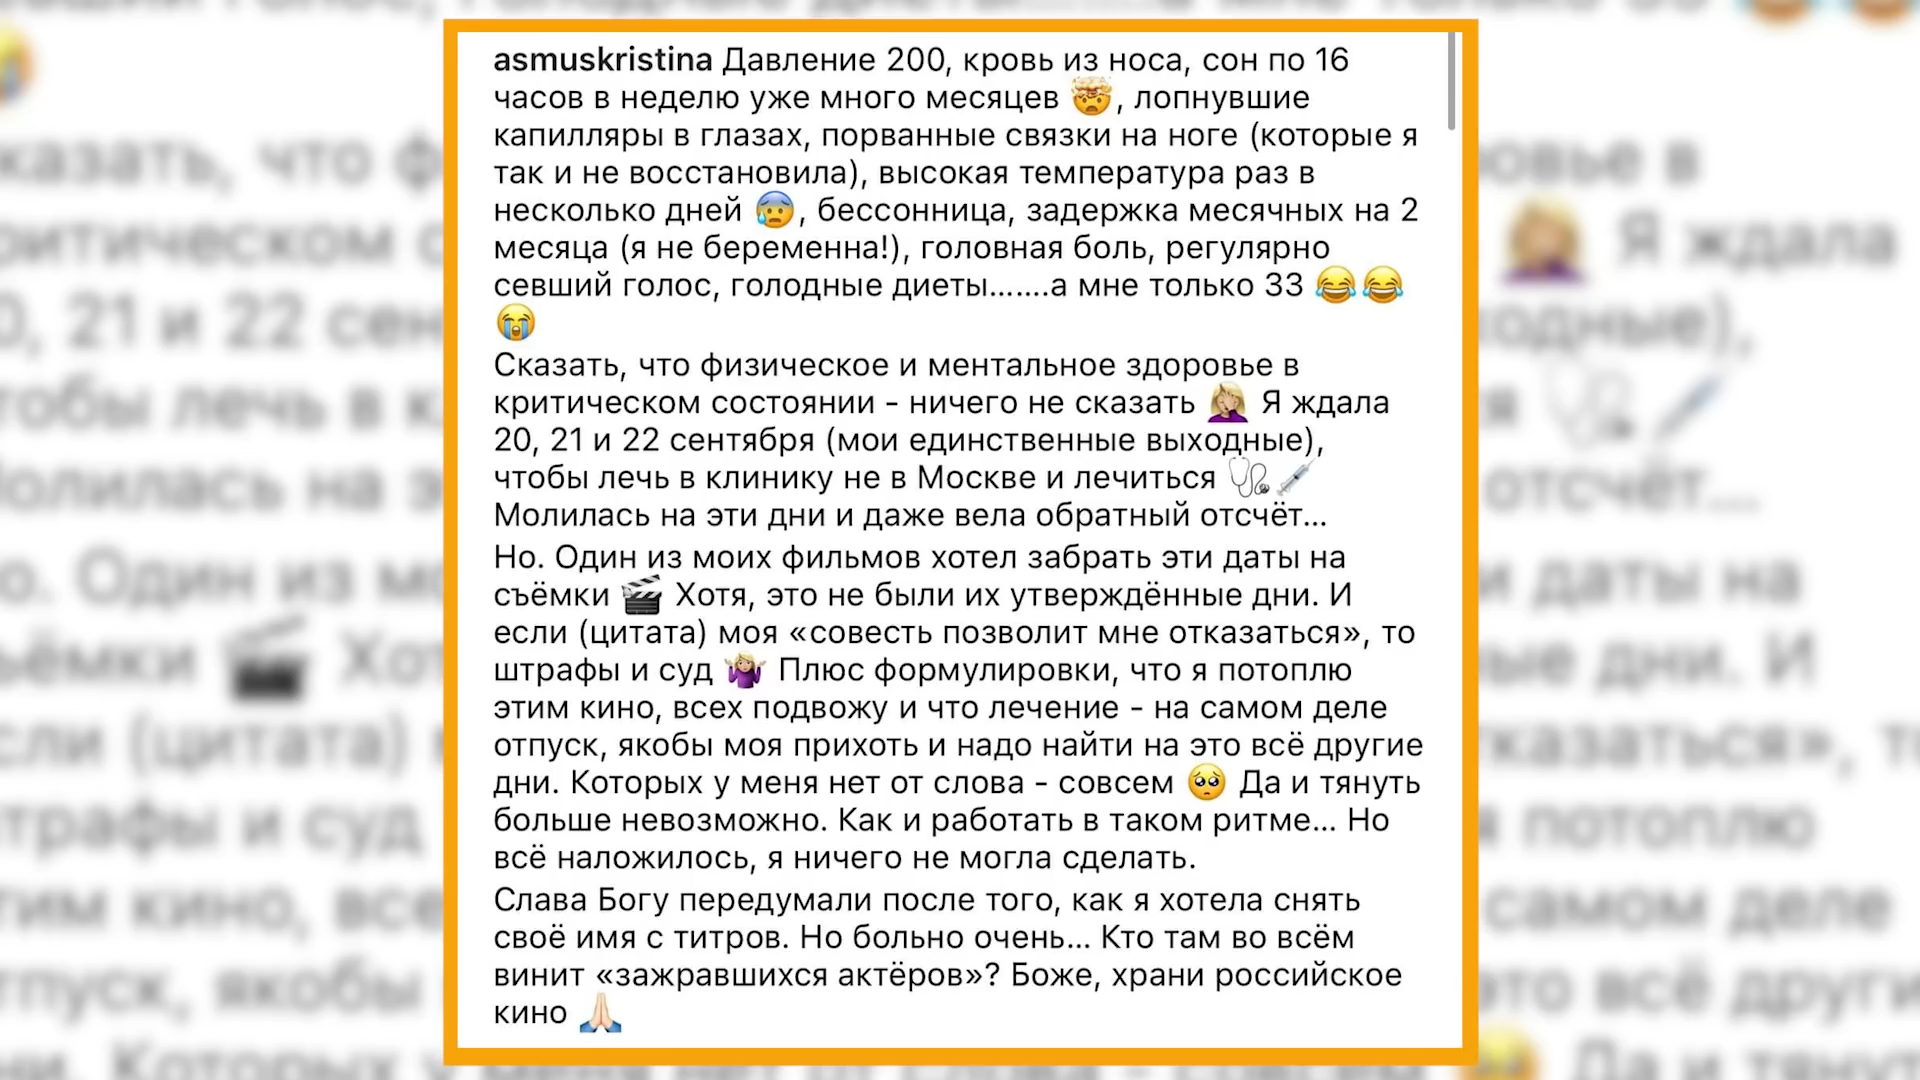 asmuskristina Давление 200, кровь из носа, сон по 16
часов в неделю уже много месяцев 🤯, лопнувшие
капилляры в глазах, порванные связки на ноге (которые я
так и не восстановила), высокая температура раз в
несколько дней 😰, бессонница, задержка месячных на 2
месяца (я не беременна!), головная боль, регулярно
севший голос, голодные диеты.......а мне только 33 😂😂
😭
Сказать, что физическое и ментальное здоровье в
критическом состоянии - ничего не сказать 🤦🏼‍♀️ Я ждала
20, 21 и 22 сентября (мои единственные выходные),
чтобы лечь в клинику не в Москве и лечиться 🩺💉
Молилась на эти дни и даже вела обратный отсчёт...
Но. Один из моих фильмов хотел забрать эти даты на
съёмки 🎬 Хотя, это не были их утверждённые дни. И
если (цитата) моя «совесть позволит мне отказаться», то
штрафы и суд 🤷🏼‍♀️ Плюс формулировки, что я потоплю
этим кино, всех подвожу и что лечение - на самом деле
отпуск, якобы моя прихоть и надо найти на это всё другие
дни. Которых у меня нет от слова - совсем 🥺 Да и тянуть
больше невозможно. Как и работать в таком ритме... Но
всё наложилось, я ничего не могла сделать.
Слава Богу передумали после того, как я хотела снять
своё имя с титров. Но больно очень... Кто там во всём
винит «зажравшихся актёров»? Боже, храни российское
кино 🙏🏻